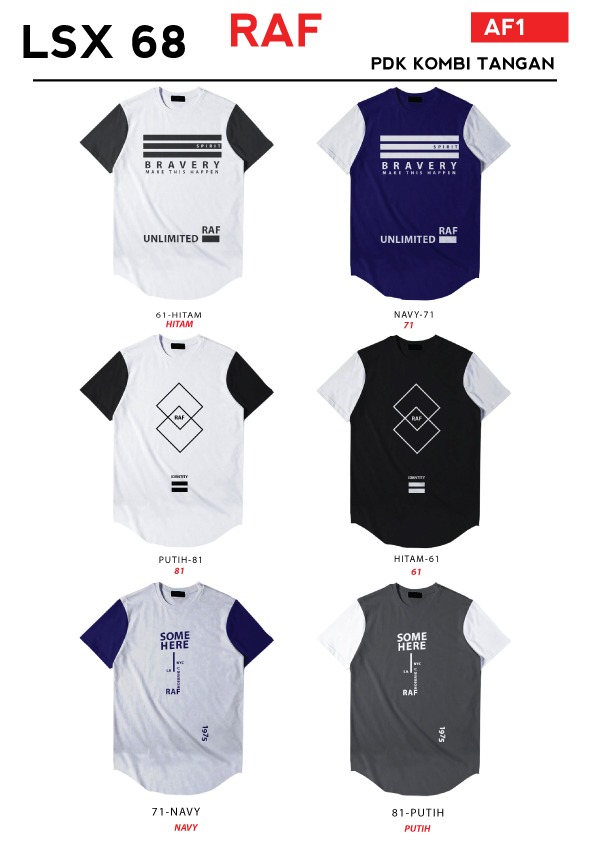 LSX 68
RAF
AF1
PDK KOMBI TANGAN
SPIRIT
BRAVERY
MAKE THIS HAPPEN
RAF
UNLIMITED
SPIRIT
BRAVERY
MAKE THIS HAPPEN
RAF
UNLIMITED
61-HITAM
HITAM
NAVY-71
71
RAF
IDENTITY
RAF
IDENTITY
PUTIH-81
81
HITAM-61
61
SOME
HERE
NYC
LA
RAF
1975
SOME
HERE
NYC
LA
RAF
1975
71-NAVY
NAVY
81-PUTIH
PUTIH